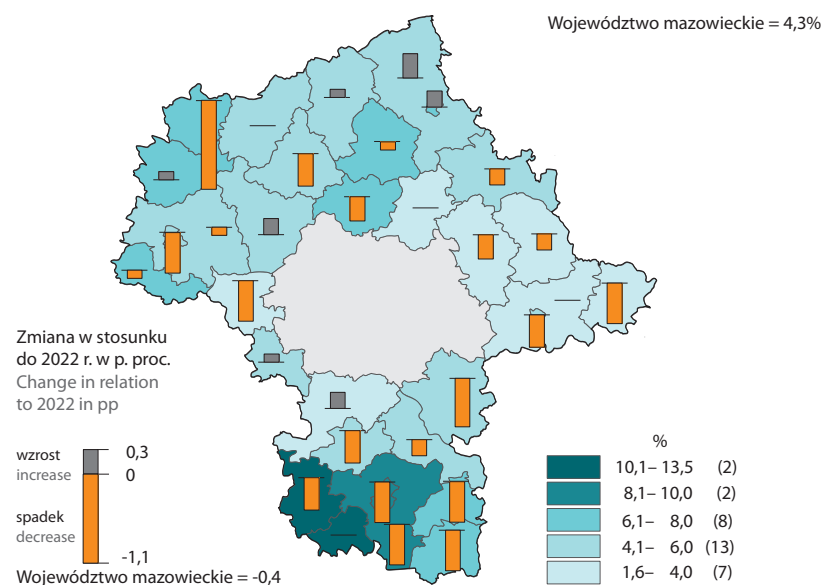 Województwo mazowieckie = 4,3%
Zmiana w stosunku
do 2022 r. w p. proc.
Change in relation
to 2022 in pp
wzrost
increase
0,3
0
spadek
decrease
-1,1
Województwo mazowieckie = -0,4
%
10,1– 13,5 (2)
8,1– 10,0 (2)
6,1– 8,0 (8)
4,1– 6,0 (13)
1,6– 4,0 (7)